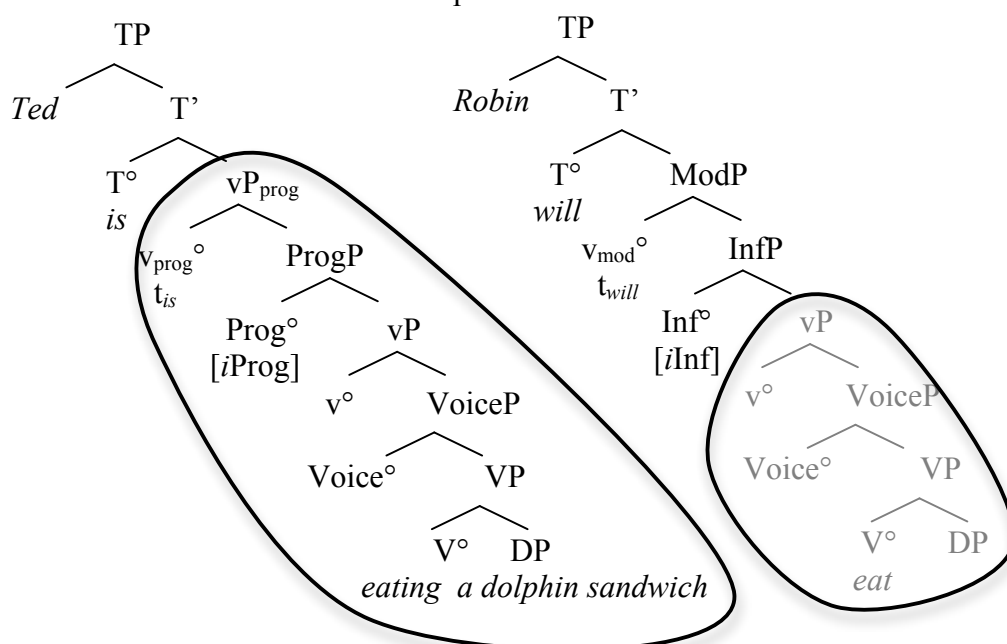 TP
Ted T’
T° vPprog
is
vprog° ProgP
tis
Prog° vP
[iProg]
v° VoiceP
Voice° VP
V° DP
eating a dolphin sandwich
TP
Robin T’
T° ModP
will
vmod° InfP
twill
Inf° vP
[iInf]
v° VoiceP
Voice° VP
V° DP
eat